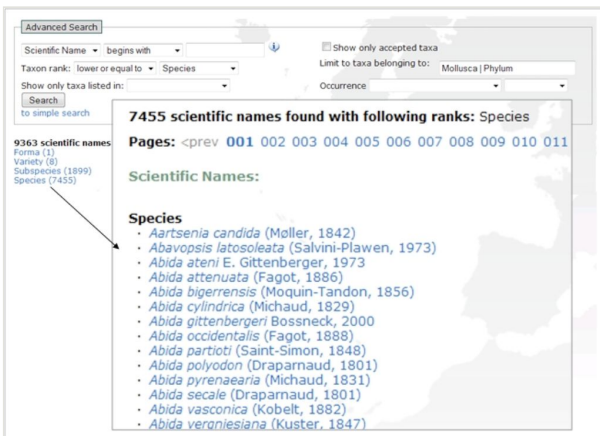 Advanced Search
Scientific Name begins with
Show only accepted taxa
Taxon rank: lower or equal to Species
Limit to taxa belonging to: Mollusca | Phylum
Show only taxa listed in:
Occurrence
Search
to simple search
9363 scientific names
Forma (1)
Variety (8)
Subspecies (1899)
Species (7455)
7455 scientific names found with following ranks: Species
Pages: <prev 001 002 003 004 005 006 007 008 009 010 011
Scientific Names:
Species
· Aartsenia candida (Møller, 1842)
· Abavopsis latosoleata (Salvini-Plawen, 1973)
· Abida ateni E. Gittenberger, 1973
· Abida attenuata (Fagot, 1886)
· Abida bigerrensis (Moquin-Tandon, 1856)
· Abida cylindrica (Michaud, 1829)
· Abida gittenbergeri Bossneck, 2000
· Abida occidentalis (Fagot, 1888)
· Abida partioti (Saint-Simon, 1848)
· Abida polyodon (Draparnaud, 1801)
· Abida pyrenaearia (Michaud, 1831)
· Abida secale (Draparnaud, 1801)
· Abida vasconica (Kobelt, 1882)
· Abida vergniesiana (Kuster, 1847)